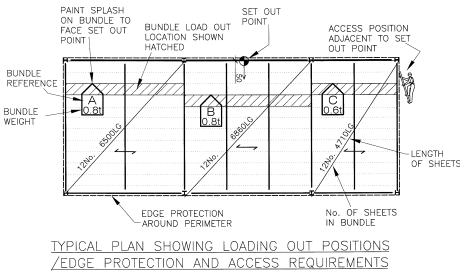 PAINT SPLASH
ON BUNDLE TO
FACE SET OUT
POINT
BUNDLE LOAD OUT
LOCATION SHOWN
HATCHED
SET OUT
POINT
ACCESS POSITION
ADJACENT TO SET
OUT POINT
BUNDLE
REFERENCE
BUNDLE
WEIGHT
50
A
0.8t
B
0.8t
C
0.6t
12No. 6500LG
12No. 6860LG
12No. 4710LG
LENGTH
OF SHEETS
No. OF SHEETS
IN BUNDLE
EDGE PROTECTION
AROUND PERIMETER
TYPICAL PLAN SHOWING LOADING OUT POSITIONS
/EDGE PROTECTION AND ACCESS REQUIREMENTS